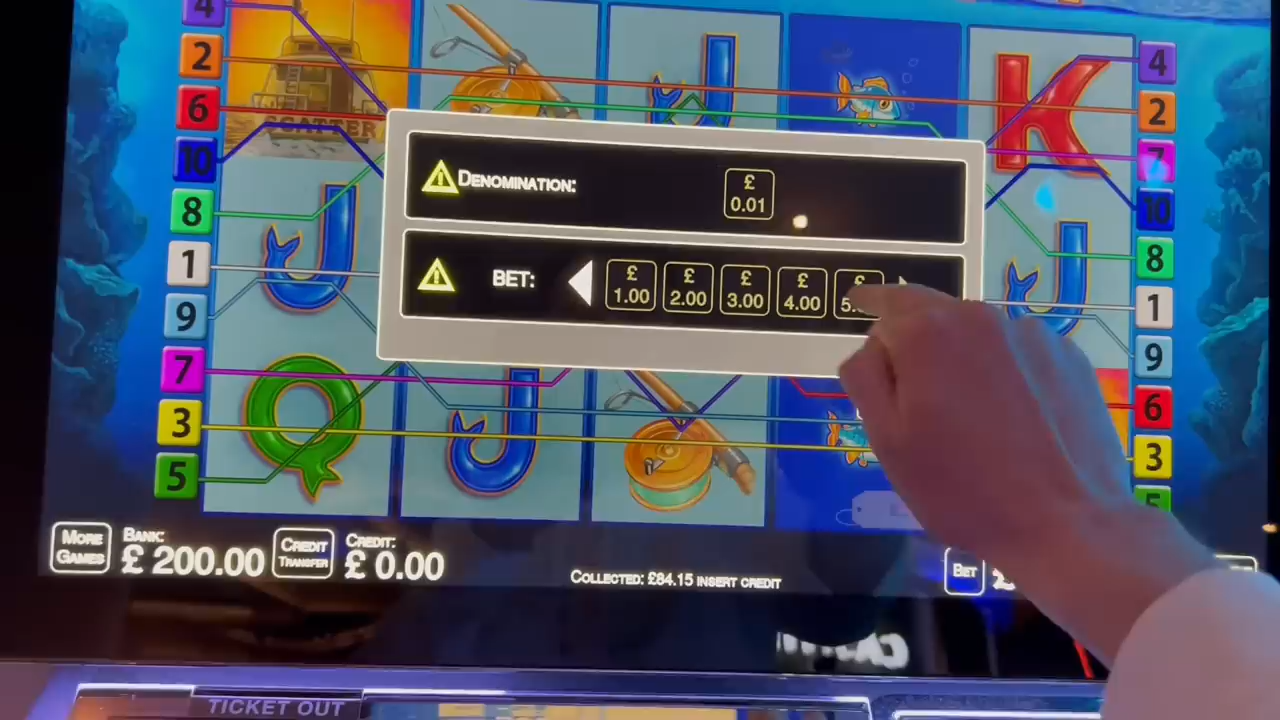 4
2
6
10
8
1
9
7
3
5
SCATTER
J
K
J
J
Q
J
4
2
7
10
8
1
9
6
3
5
DENOMINATION:
£
0.01
BET:
£
1.00
£
2.00
£
3.00
£
4.00
£
MORE
GAMES
BANK:
£ 200.00
CREDIT
TRANSFER
CREDIT:
£ 0.00
COLLECTED: £84.15 INSERT CREDIT
BET
£
TICKET OUT